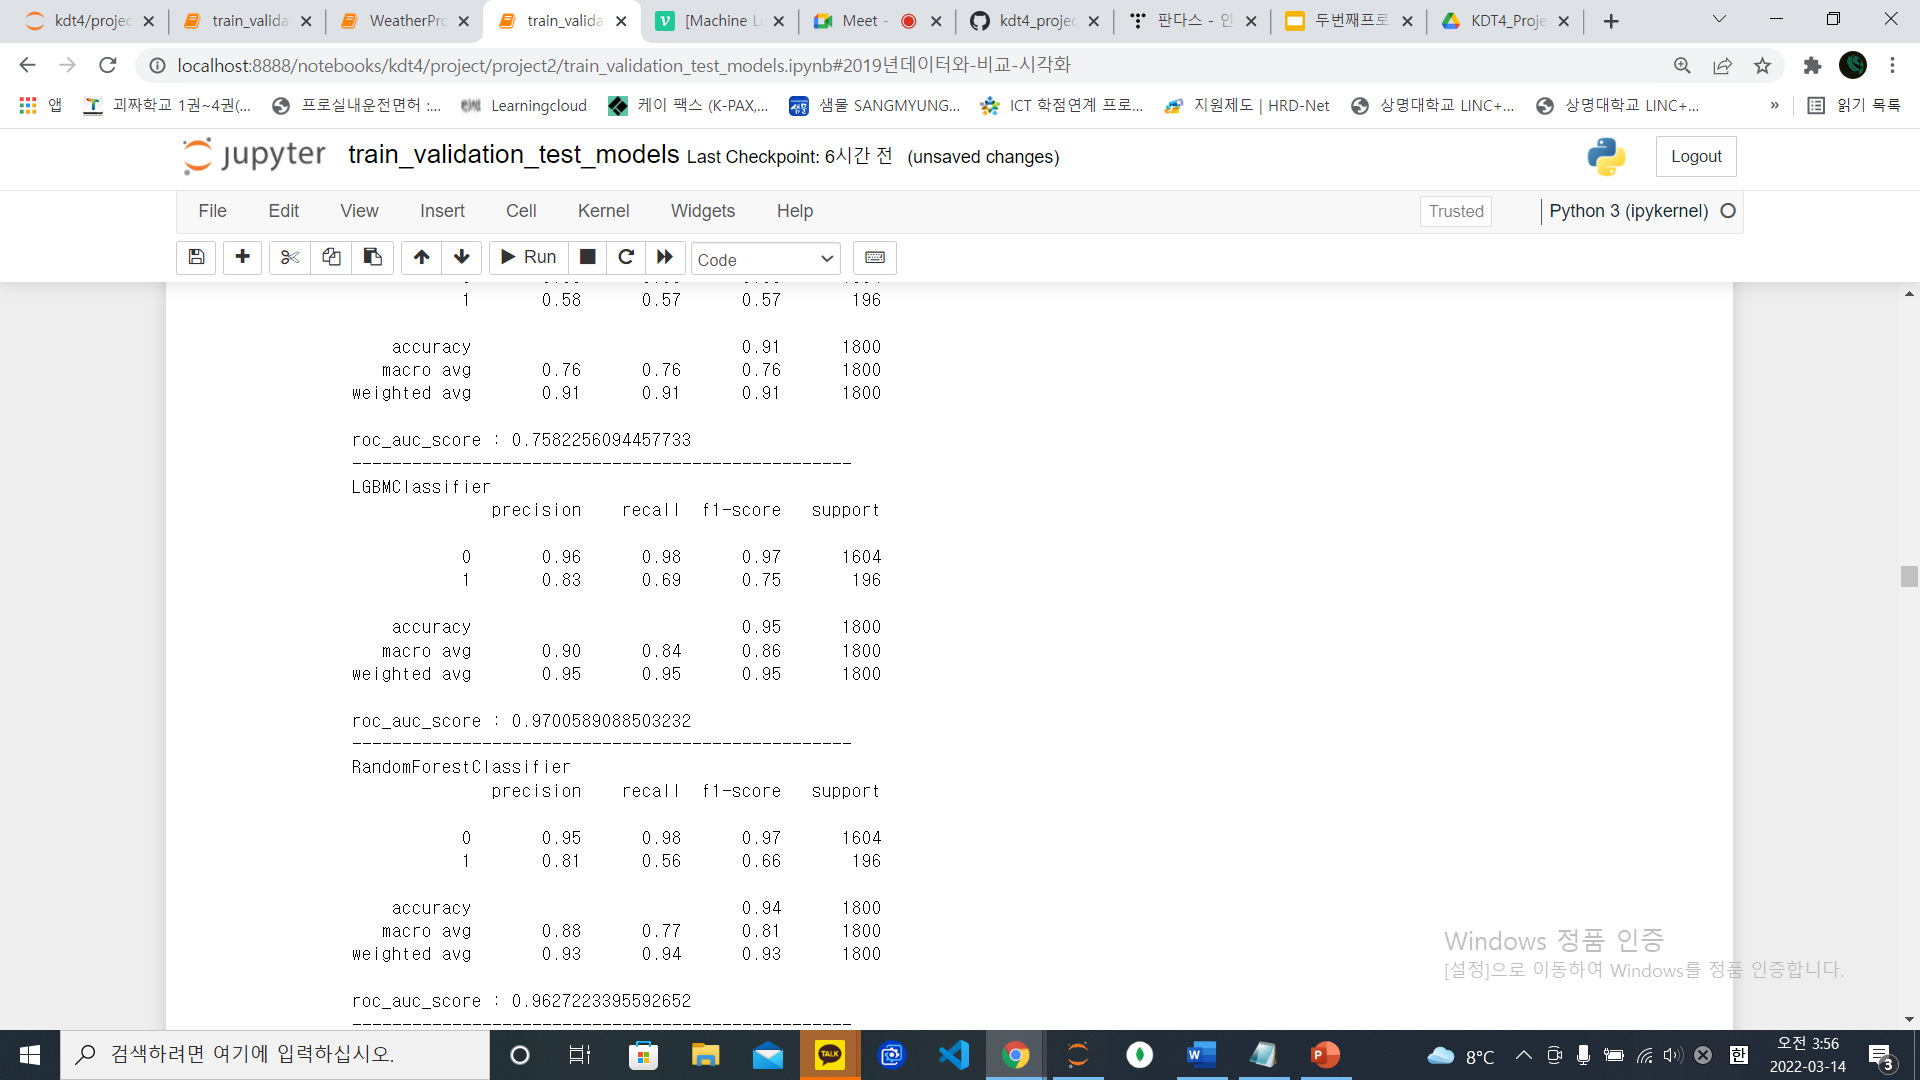 kdt4/projec
train_valida
WeatherPro
train_valida
[Machine Le
Meet -
kdt4_projec
판다스 - 인
두번째프로
KDT4_Proje
localhost:8888/notebooks/kdt4/project/project2/train_validation_test_models.ipynb#2019년데이터와-비교-시각화
앱
괴짜학교 1권~4권(...
프로실내운전면허 :...
Learningcloud
케이 팩스 (K-PAX,...
샘물 SANGMYUNG...
ICT 학점연계 프로...
지원제도 | HRD-Net
상명대학교 LINC+...
상명대학교 LINC+...
»
읽기 목록
jupyter train_validation_test_models Last Checkpoint: 6시간 전 (unsaved changes)
Logout
File Edit View Insert Cell Kernel Widgets Help
Trusted
Python 3 (ipykernel)
Run
Code
1 0.58 0.57 0.57 196
accuracy 0.91 1800
macro avg 0.76 0.76 0.76 1800
weighted avg 0.91 0.91 0.91 1800
roc_auc_score : 0.7582256094457733
--------------------------------------------------
LGBMClassifier
precision recall f1-score support
0 0.96 0.98 0.97 1604
1 0.83 0.69 0.75 196
accuracy 0.95 1800
macro avg 0.90 0.84 0.86 1800
weighted avg 0.95 0.95 0.95 1800
roc_auc_score : 0.9700589088503232
--------------------------------------------------
RandomForestClassifier
precision recall f1-score support
0 0.95 0.98 0.97 1604
1 0.81 0.56 0.66 196
accuracy 0.94 1800
macro avg 0.88 0.77 0.81 1800
weighted avg 0.93 0.94 0.93 1800
roc_auc_score : 0.9627223395592652
--------------------------------------------------
Windows 정품 인증
[설정]으로 이동하여 Windows를 정품 인증합니다.
검색하려면 여기에 입력하십시오.
TALK
8°C
한
오전 3:56
2022-03-14
3